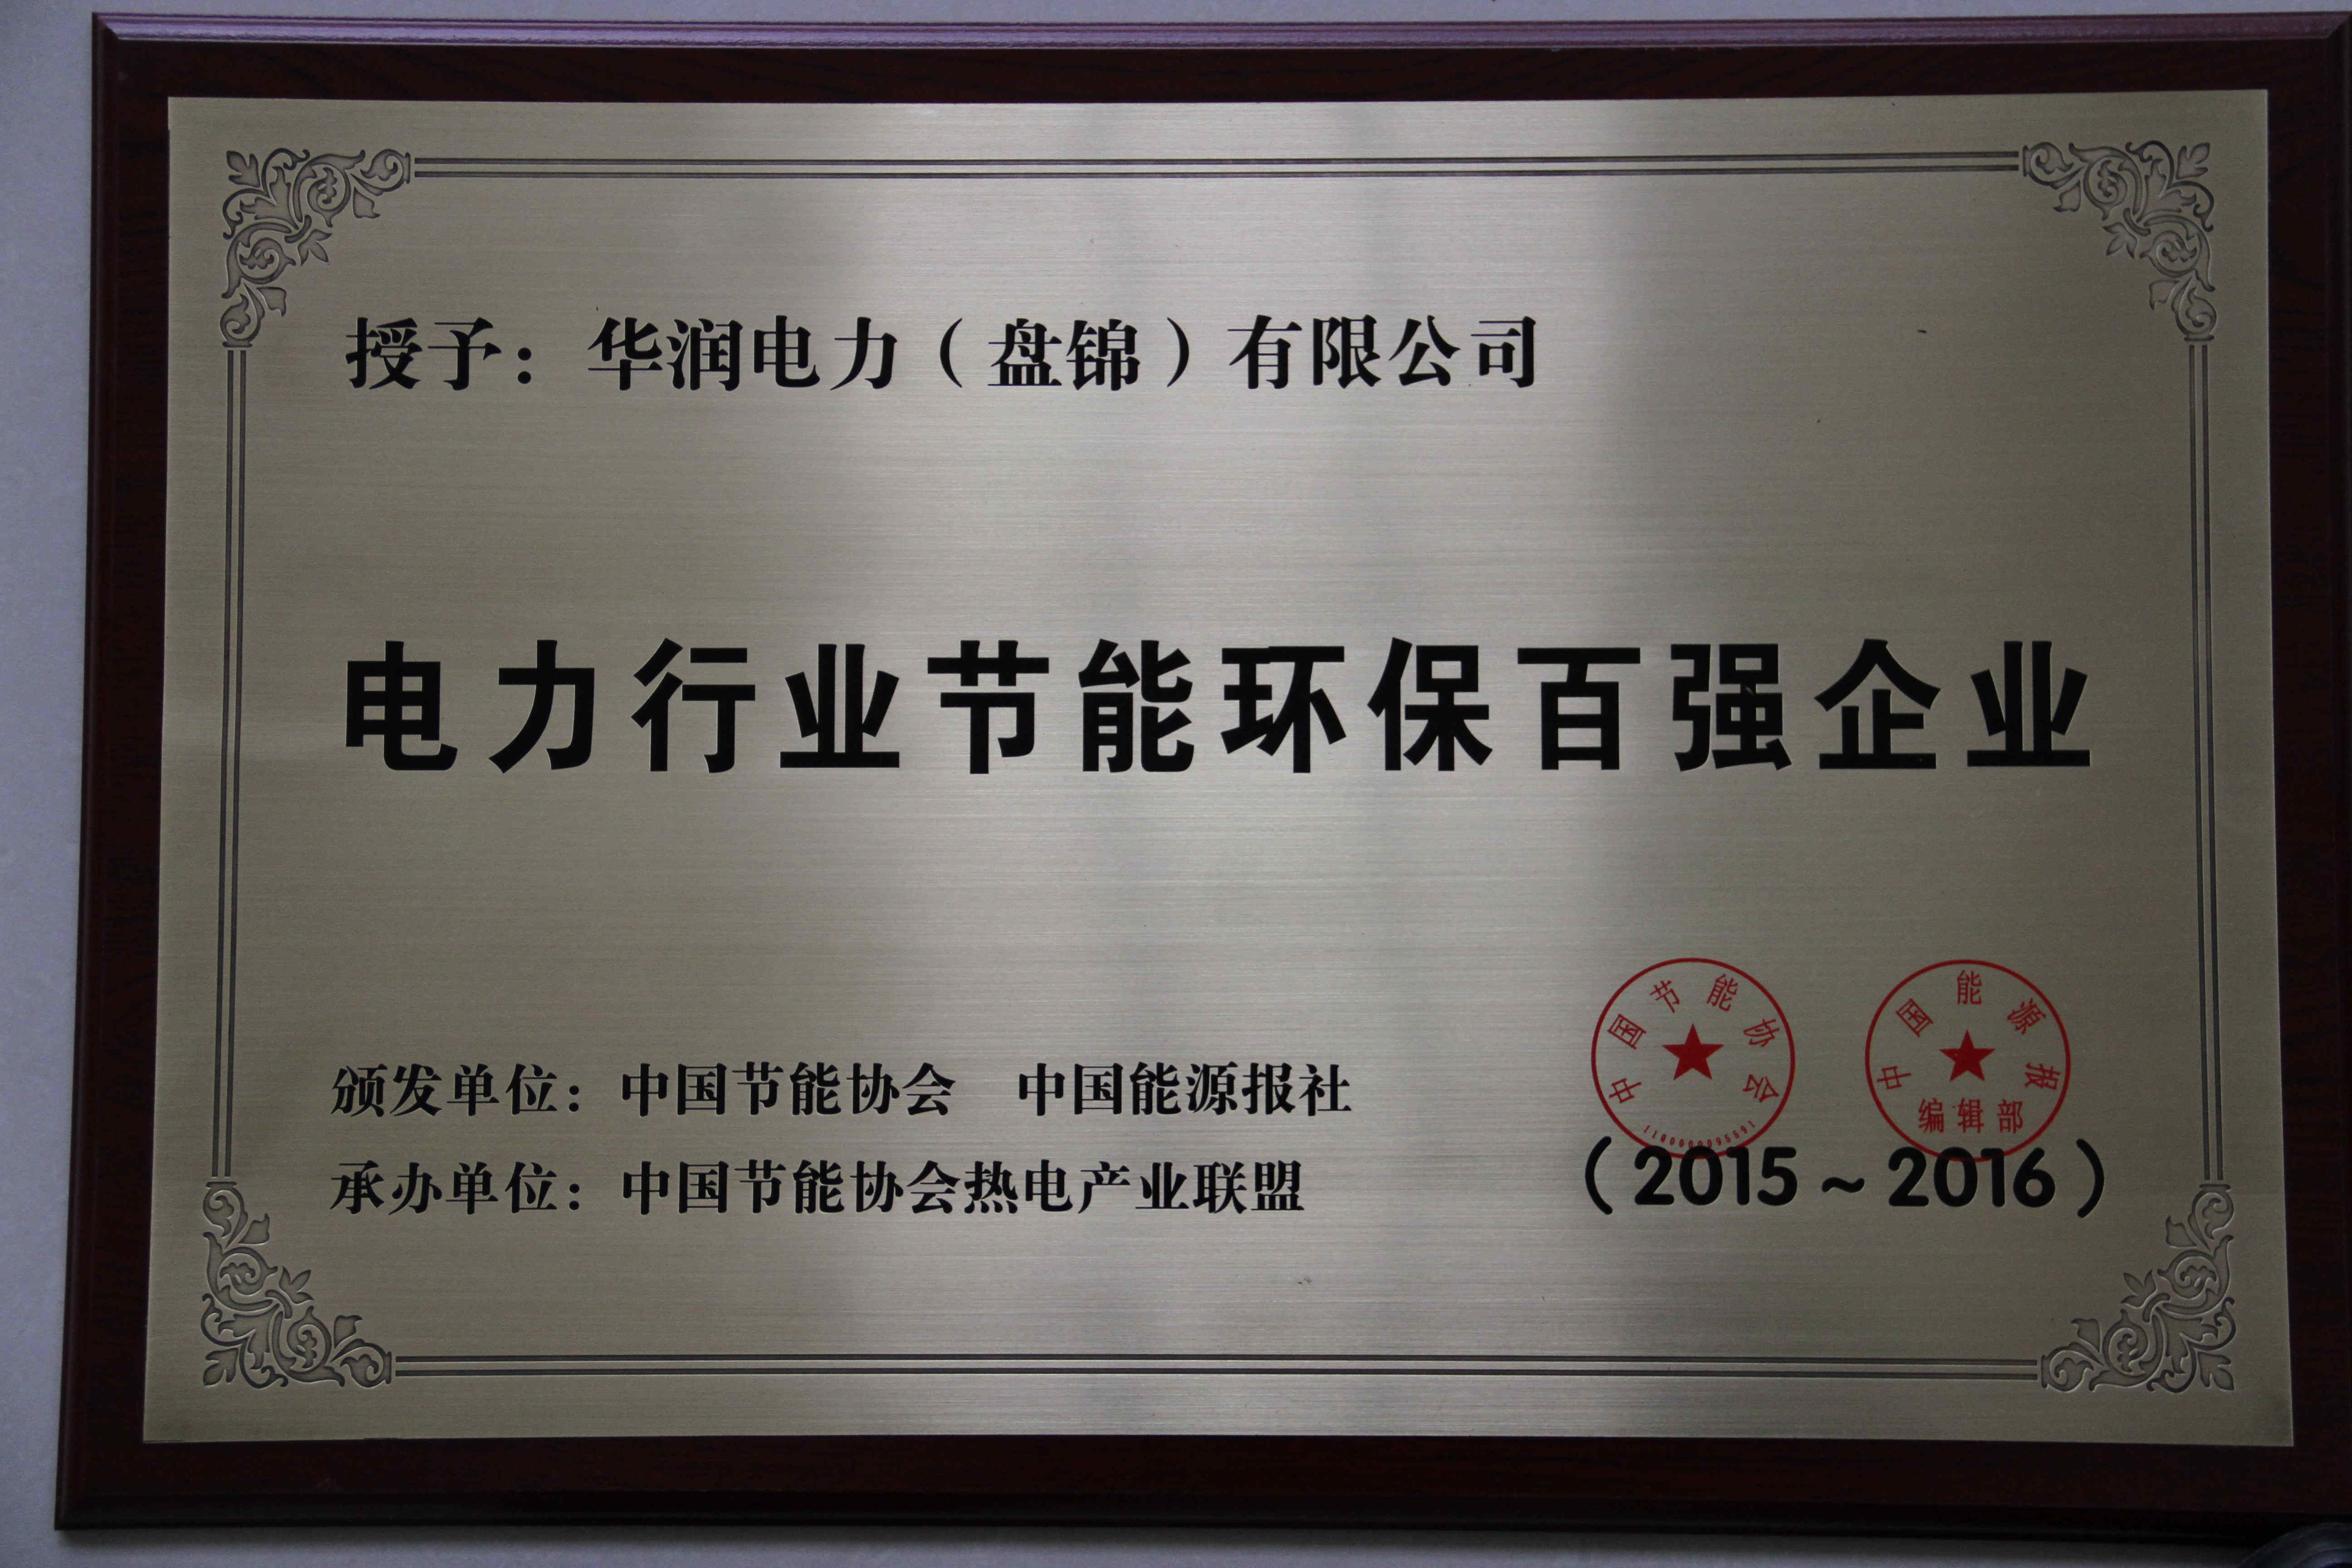 授予：华润电力（盘锦）有限公司
电力行业节能环保百强企业
颁发单位：中国节能协会 中国能源报社
承办单位：中国节能协会热电产业联盟
中国节能协会
中国能源报
编辑部
（2015～2016）